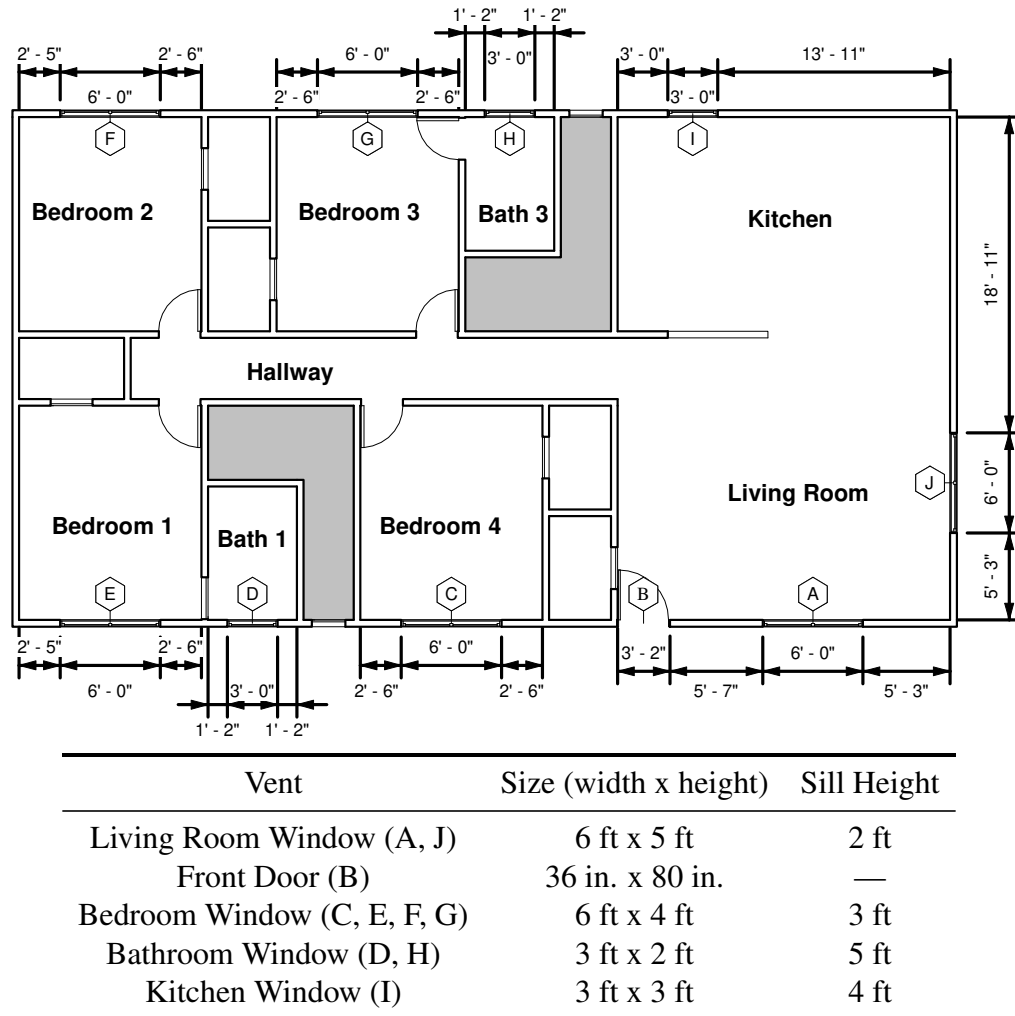 1' - 2" 1' - 2"
2' - 5" 2' - 6" 6' - 0" 3' - 0" 3' - 0" 13' - 11"
6' - 0" 2' - 6" 2' - 6" 3' - 0"
F G H I
Bedroom 2 Bedroom 3 Bath 3 Kitchen
18' - 11"
Hallway
J 6' - 0"
Living Room
Bedroom 1 Bath 1 Bedroom 4
5' - 3"
E D C B A
2' - 5" 2' - 6" 6' - 0" 3' - 2" 6' - 0"
6' - 0" 3' - 0" 2' - 6" 2' - 6" 5' - 7" 5' - 3"
1' - 2" 1' - 2"
Vent Size (width x height) Sill Height
Living Room Window (A, J) 6 ft x 5 ft 2 ft
Front Door (B) 36 in. x 80 in. —
Bedroom Window (C, E, F, G) 6 ft x 4 ft 3 ft
Bathroom Window (D, H) 3 ft x 2 ft 5 ft
Kitchen Window (I) 3 ft x 3 ft 4 ft